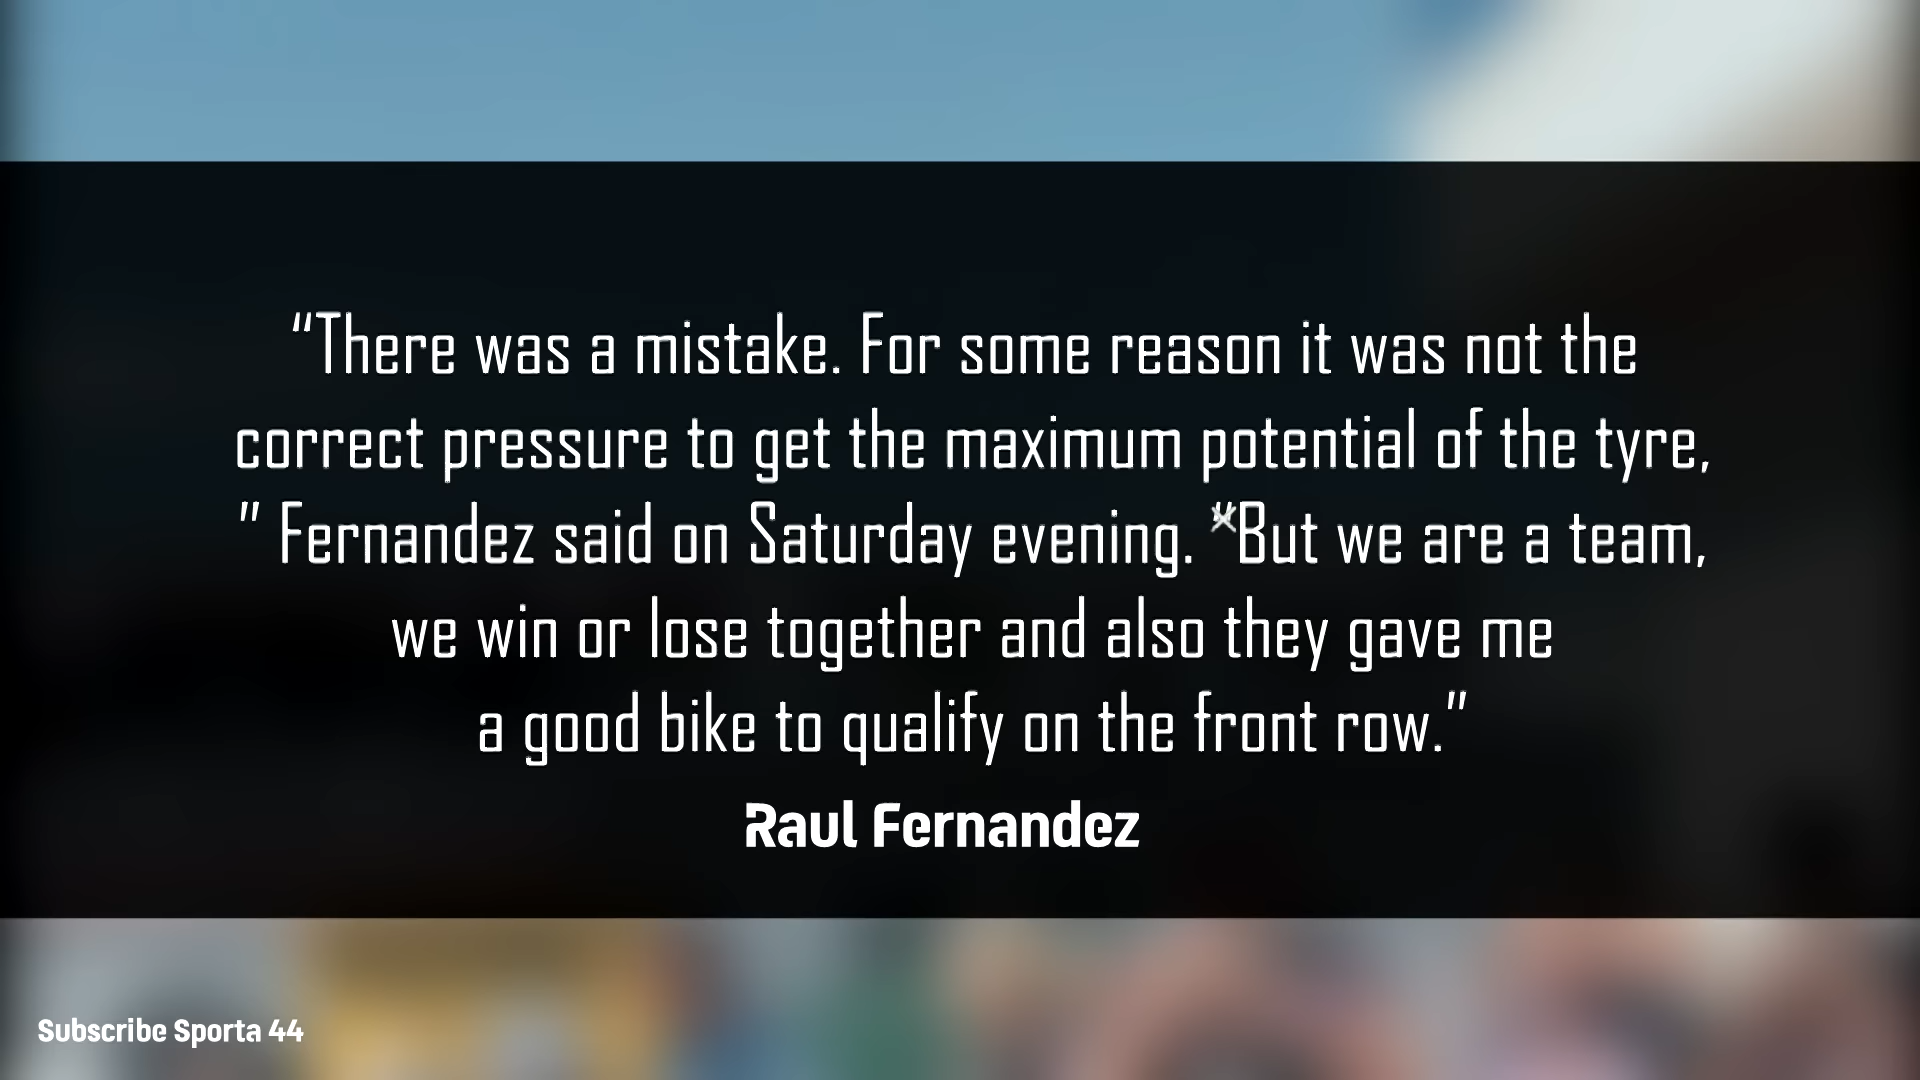 “There was a mistake. For some reason it was not the
correct pressure to get the maximum potential of the tyre,
” Fernandez said on Saturday evening. “But we are a team,
we win or lose together and also they gave me
a good bike to qualify on the front row.”
Raul Fernandez
Subscribe Sporta 44